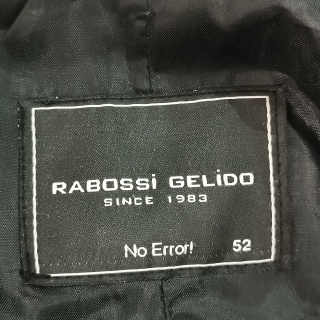 RABOSSi GELiDO
SINCE 1983
No Error! 52